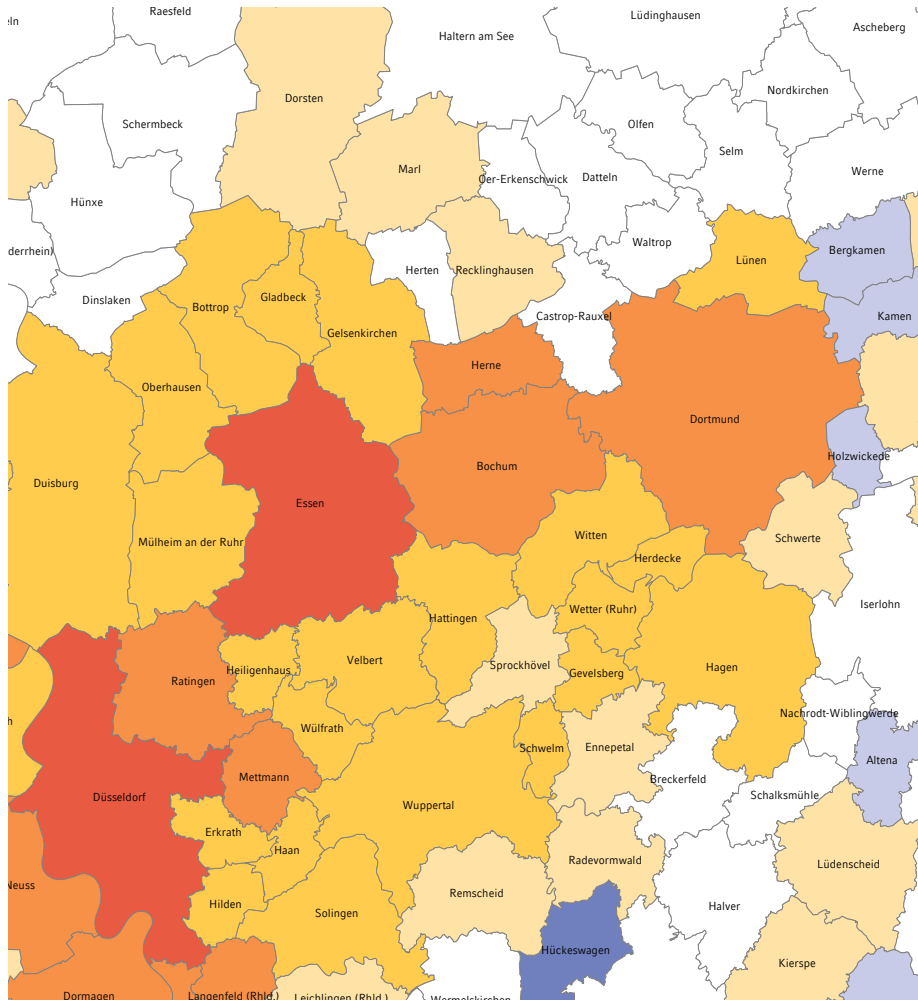 Raesfeld
Lüdinghausen
eln
Ascheberg
Haltern am See
Nordkirchen
Dorsten
Schermbeck
Olfen
Selm
Marl
Werne
Oer-Erkenschwick
Datteln
Hünxe
Waltrop
derrhein)
Bergkamen
Lünen
Herten
Recklinghausen
Dinslaken
Gladbeck
Bottrop
Castrop-Rauxel
Kamen
Gelsenkirchen
Herne
Oberhausen
Dortmund
Holzwickede
Bochum
Duisburg
Essen
Witten
Schwerte
Mülheim an der Ruhr
Herdecke
Iserlohn
Wetter (Ruhr)
Hattingen
Velbert
Sprockhövel
Hagen
Heiligenhaus
Gevelsberg
Ratingen
Nachrodt-Wiblingwerde
h
Wülfrath
Schwelm
Ennepetal
Altena
Mettmann
Breckerfeld
Düsseldorf
Schalksmühle
Wuppertal
Erkrath
Haan
Radevormwald
Lüdenscheid
Neuss
Remscheid
Hilden
Halver
Solingen
Hückeswagen
Kierspe
Dormagen
Langenfeld (Rhld.)
Leichlingen (Rhld.)
Wermelskirchen